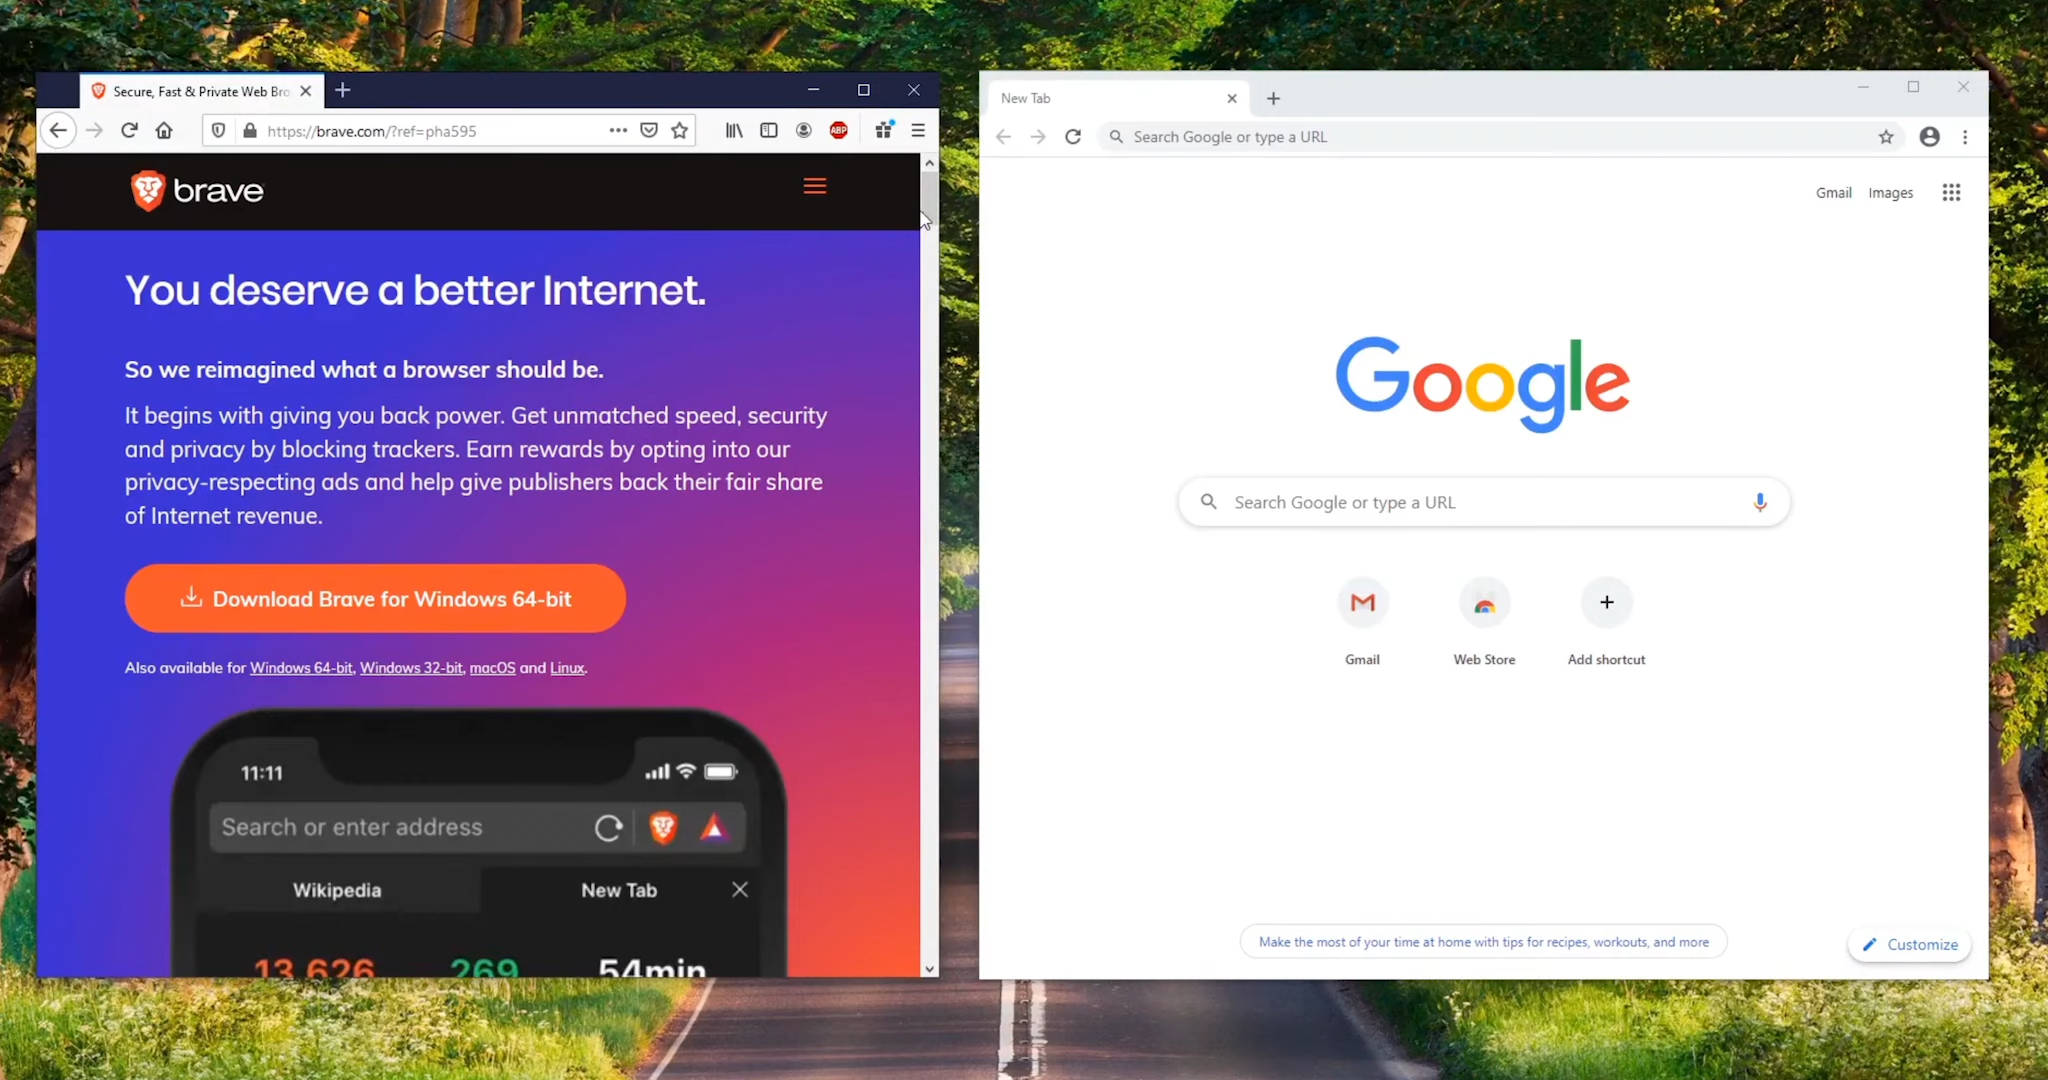 Secure, Fast & Private Web Bro
https://brave.com/?ref=pha595
ABP
brave
You deserve a better Internet.
So we reimagined what a browser should be.
It begins with giving you back power. Get unmatched speed, security
and privacy by blocking trackers. Earn rewards by opting into our
privacy-respecting ads and help give publishers back their fair share
of Internet revenue.
Download Brave for Windows 64-bit
Also available for Windows 64-bit, Windows 32-bit, macOS and Linux.
11:11
Search or enter address
Wikipedia
New Tab
13,626
269
54min
New Tab
Search Google or type a URL
Gmail
Images
Google
Search Google or type a URL
Gmail
Web Store
Add shortcut
Make the most of your time at home with tips for recipes, workouts, and more
Customize